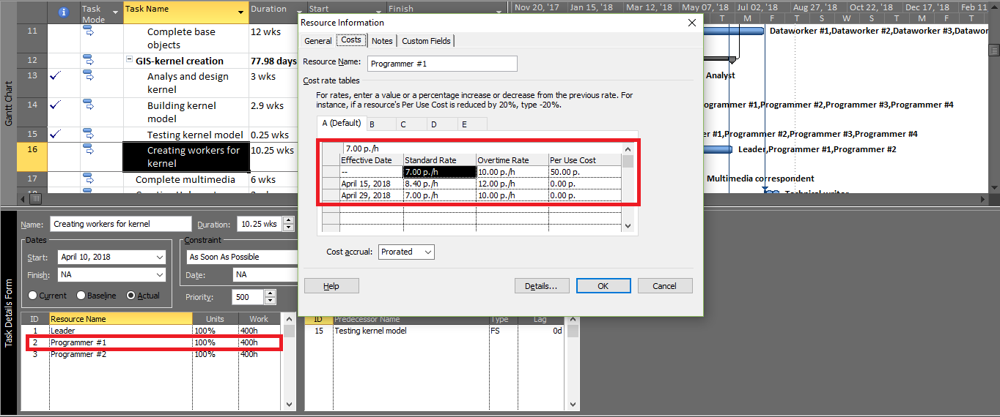 Task Mode
Task Name
Duration
Start
Finish
Nov 20, '17 Jan 15, '18 Mar 12, '18 May 07, '18 Jul 02, '18 Aug 27, '18 Oct 22, '18 Dec 17, '18 Feb 11
T M F T S W S T M F T
Gantt Chart
11 Complete base objects 12 wks
Dataworker #1,Dataworker #2,Dataworker #3,Datawor
12 GIS-kernel creation 77.98 days
13 Analys and design kernel 3 wks
Analyst
14 Building kernel model 2.9 wks
ogrammer #1,Programmer #2,Programmer #3,Programmer #4
15 Testing kernel model 0.25 wks
er #1,Programmer #2,Programmer #3,Programmer #4
16 Creating workers for kernel 10.25 wks
Leader,Programmer #1,Programmer #2
17 Complete multimedia 6 wks
Multimedia correspondent
Technical writer
Resource Information
General Costs Notes Custom Fields
Resource Name: Programmer #1
Cost rate tables
For rates, enter a value or a percentage increase or decrease from the previous rate. For
instance, if a resource's Per Use Cost is reduced by 20%, type -20%.
A (Default) B C D E
7.00 p./h
Effective Date Standard Rate Overtime Rate Per Use Cost
-- 7.00 p./h 10.00 p./h 50.00 p.
April 15, 2018 8.40 p./h 12.00 p./h 0.00 p.
April 29, 2018 7.00 p./h 10.00 p./h 0.00 p.
Cost accrual: Prorated
Help Details... OK Cancel
Task Details Form
Name: Creating workers for kernel Duration: 10.25 wks
Dates Constraint
Start: April 10, 2018 As Soon As Possible
Finish: NA Date: NA
Current Baseline Actual Priority: 500
ID Resource Name Units Work
1 Leader 100% 400h
2 Programmer #1 100% 400h
3 Programmer #2 100% 400h
ID Predecessor Name Type Lag
15 Testing kernel model FS 0d